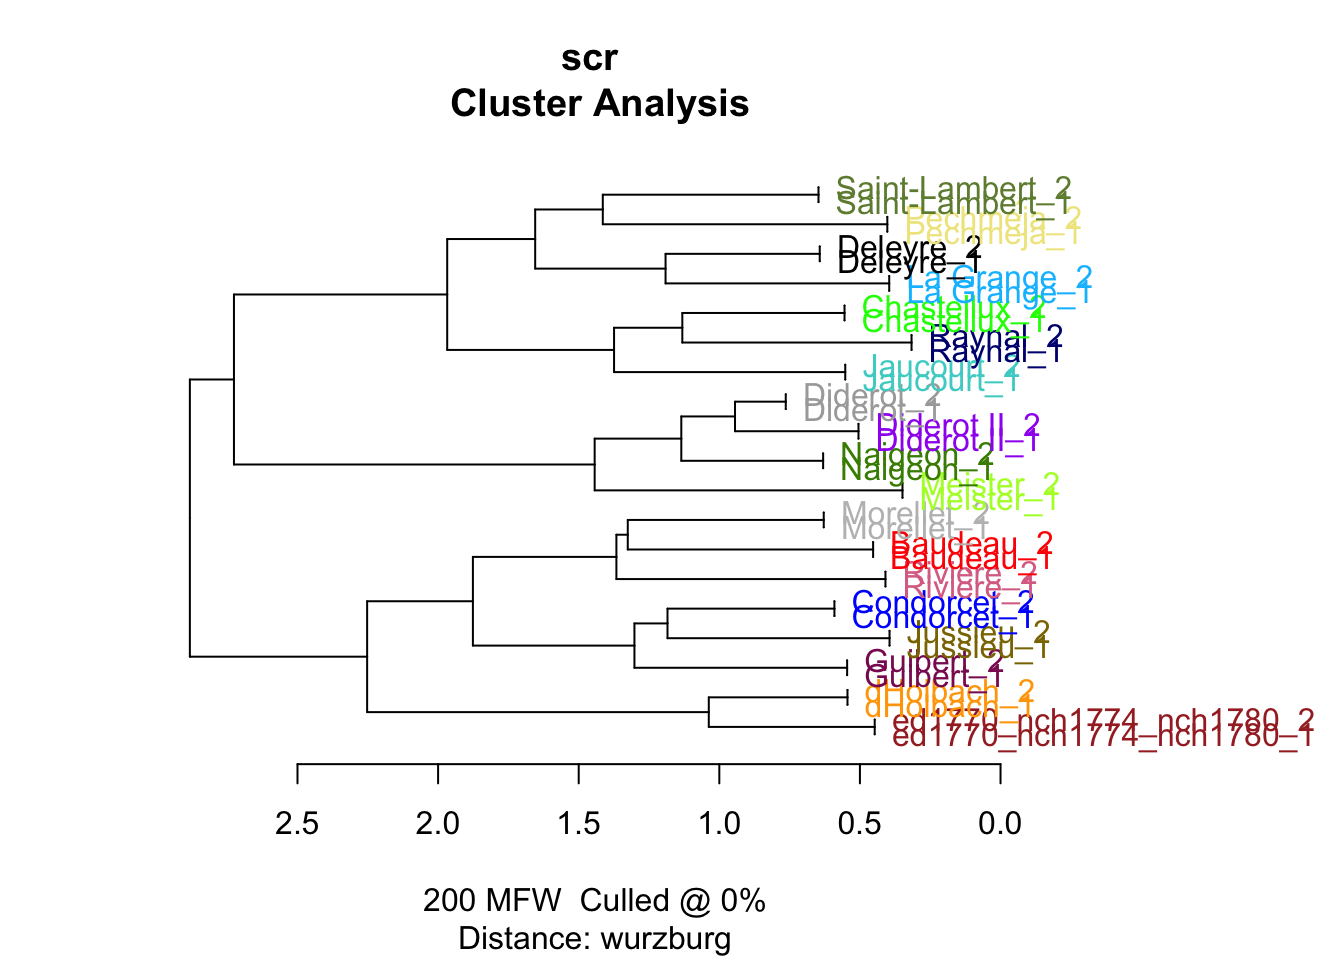 scr
Cluster Analysis
Saint-Lambert_2
Saint-Lambert_1
Pechmeja_2
Pechmeja_1
Deleyre_2
Deleyre_1
La Grange_2
La Grange_1
Chastellux_2
Chastellux_1
Raynal_2
Raynal_1
Jaucourt_2
Jaucourt_1
Diderot_2
Diderot_1
Diderot II_2
Diderot II_1
Naigeon_2
Naigeon_1
Meister_2
Meister_1
Morellet_2
Morellet_1
Baudeau_2
Baudeau_1
Riviere_2
Riviere_1
Condorcet_2
Condorcet_1
Jussieu_2
Jussieu_1
Guibert_2
Guibert_1
dHolbach_2
dHolbach_1
ed1770_nch1774_nch1780_2
ed1770_nch1774_nch1780_1
2.5 2.0 1.5 1.0 0.5 0.0
200 MFW Culled @ 0%
Distance: wurzburg